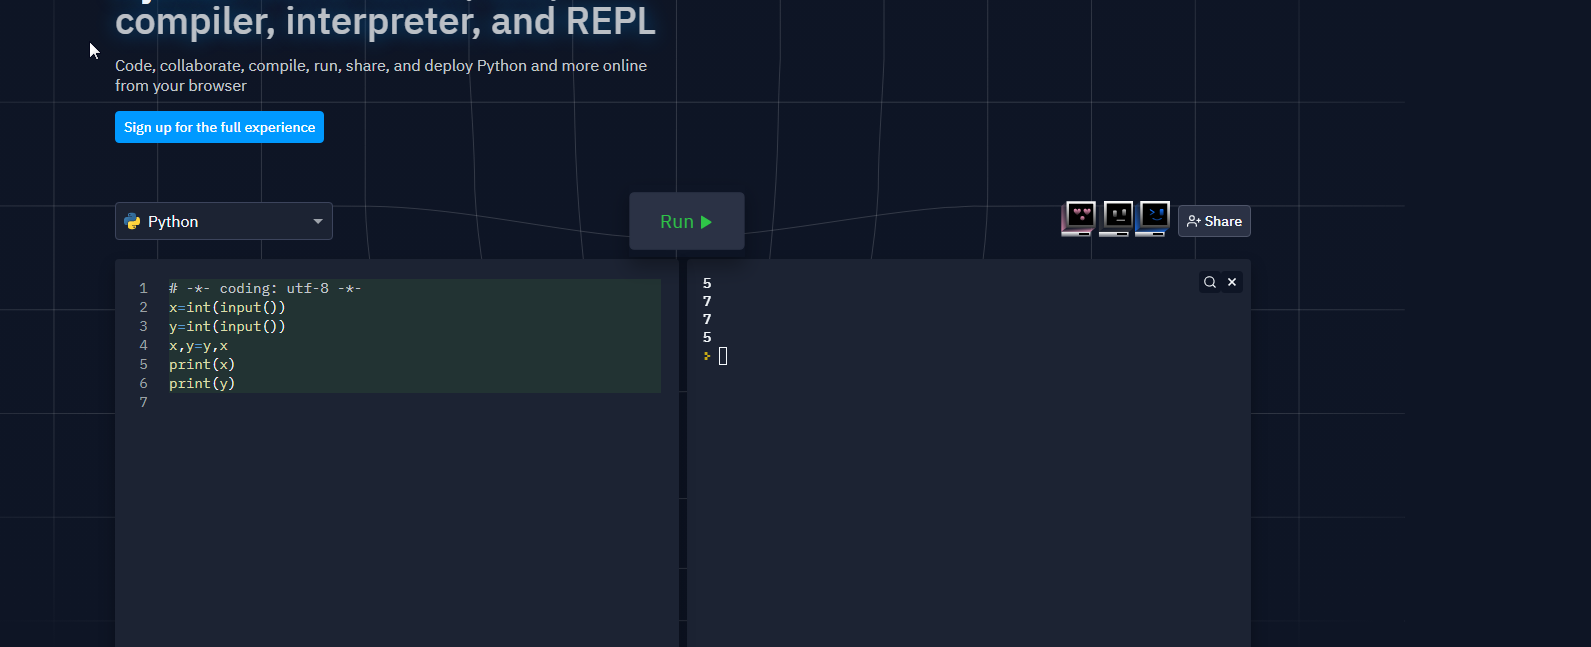 compiler, interpreter, and REPL
Code, collaborate, compile, run, share, and deploy Python and more online
from your browser
Sign up for the full experience
Python
Run
Share
1 # -*- coding: utf-8 -*-
2 x=int(input())
3 y=int(input())
4 x,y=y,x
5 print(x)
6 print(y)
7
5
7
7
5